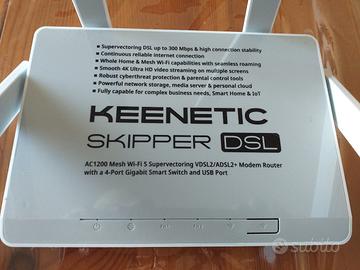 ■ Supervectoring DSL up to 300 Mbps & high connection stability
■ Continuous reliable internet connection
■ Whole Home & Mesh Wi-Fi capabilities with seamless roaming
■ Smooth 4K Ultra HD video streaming on multiple screens
■ Robust cyberthreat protection & parental control tools
■ Powerful network storage, media server & personal cloud
■ Fully capable for complex business needs, Smart Home & IoT
KEENETIC
SKIPPER DSL
AC1200 Mesh Wi-Fi 5 Supervectoring VDSL2/ADSL2+ Modem Router
with a 4-Port Gigabit Smart Switch and USB Port
subito